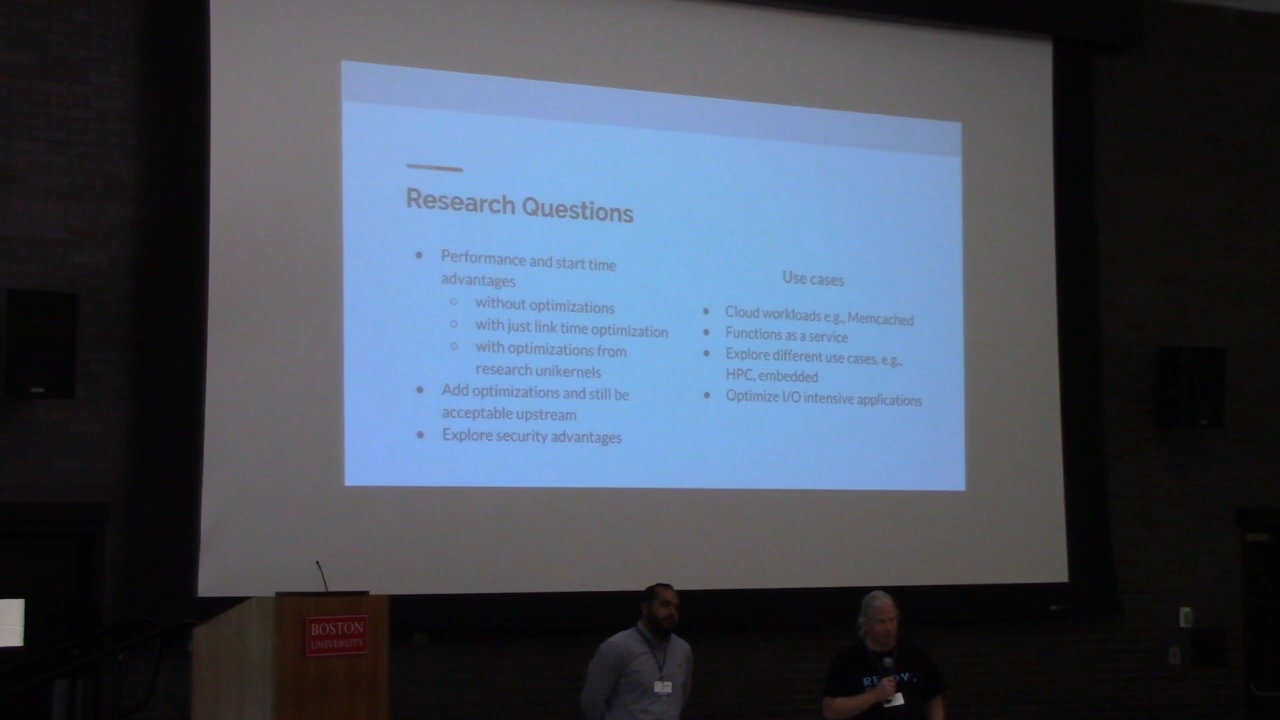 Research Questions
Performance and start time
advantages
without optimizations
with just link time optimization
with optimizations from
research unikernels
Add optimizations and still be
acceptable upstream
Explore security advantages
Use cases
Cloud workloads e.g., Memcached
Functions as a service
Explore different use cases, e.g.,
HPC, embedded
Optimize I/O intensive applications
BOSTON
UNIVERSITY
READY.